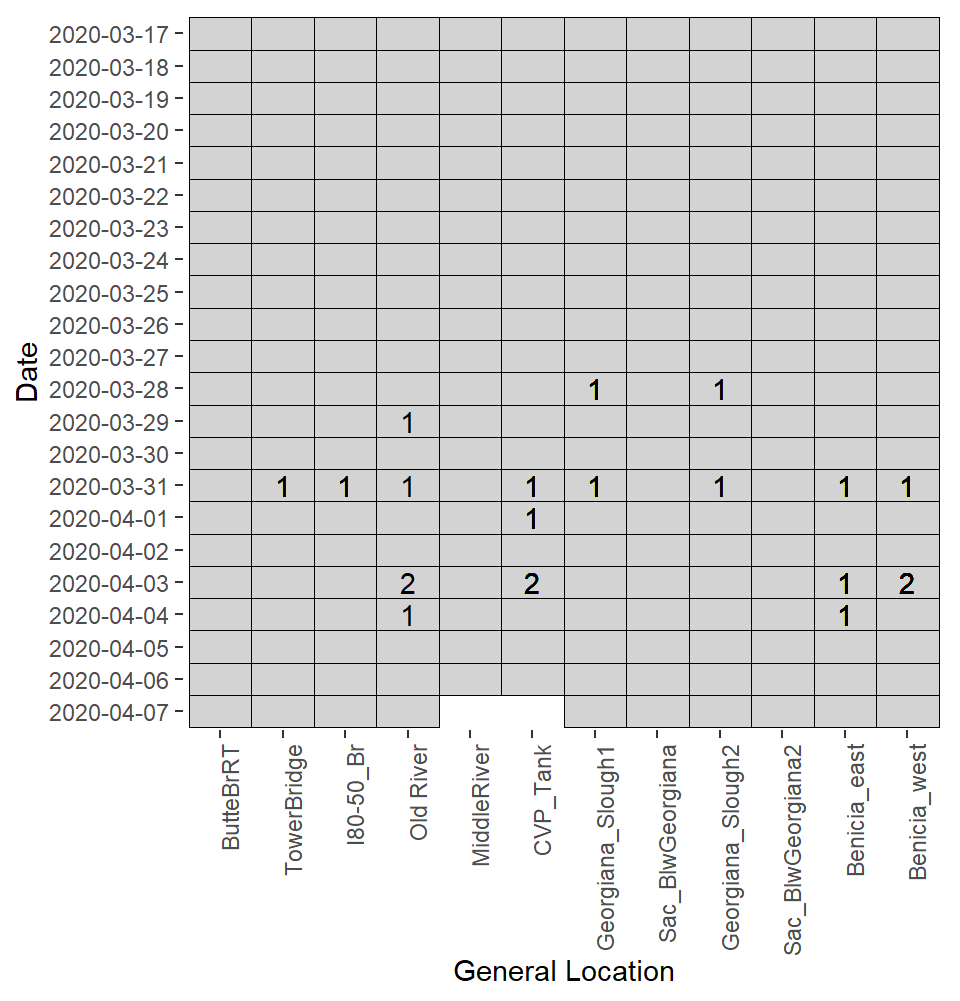 2020-03-17
2020-03-18
2020-03-19
2020-03-20
2020-03-21
2020-03-22
2020-03-23
2020-03-24
2020-03-25
2020-03-26
2020-03-27
2020-03-28 1 1
2020-03-29 1
2020-03-30
2020-03-31 1 1 1 1 1 1 1 1
2020-04-01 1
2020-04-02
2020-04-03 2 2 1 2
2020-04-04 1 1
2020-04-05
2020-04-06
2020-04-07
Date
ButteBrRT
TowerBridge
I80-50_Br
Old River
MiddleRiver
CVP_Tank
Georgiana_Slough1
Sac_BlwGeorgiana
Georgiana_Slough2
Sac_BlwGeorgiana2
Benicia_east
Benicia_west
General Location